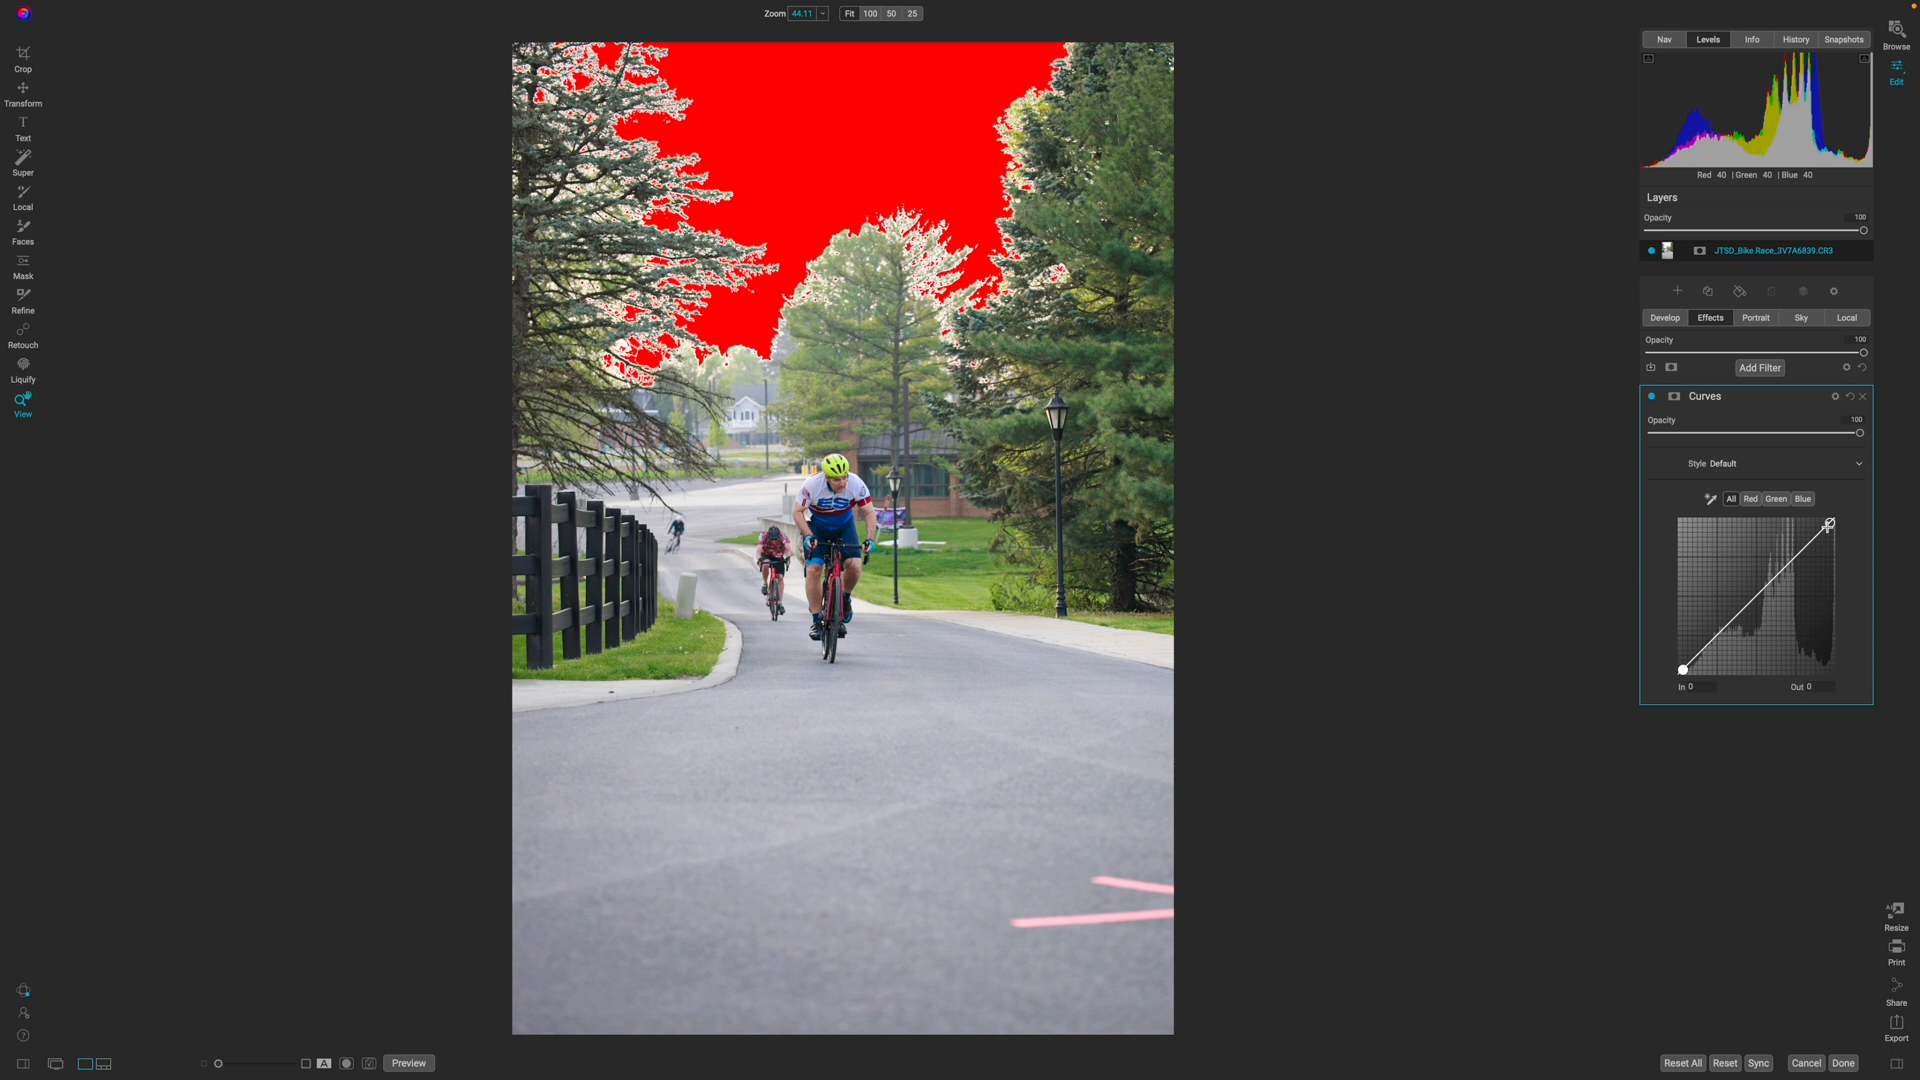 Zoom 44.11 Fit 100 50 25
Crop
Transform
Text
Super
Local
Faces
Mask
Refine
Retouch
Liquify
View
ES
Nav Levels Info History Snapshots
Browse
Edit
Red 40 | Green 40 | Blue 40
Layers
Opacity 100
JTSD_Bike Race_3V7A6839.CR3
Develop Effects Portrait Sky Local
Opacity 100
Add Filter
Curves
Opacity 100
Style Default
All Red Green Blue
In 0 Out 0
AI
Resize
Print
Share
Export
A
Preview
Reset All Reset Sync Cancel Done